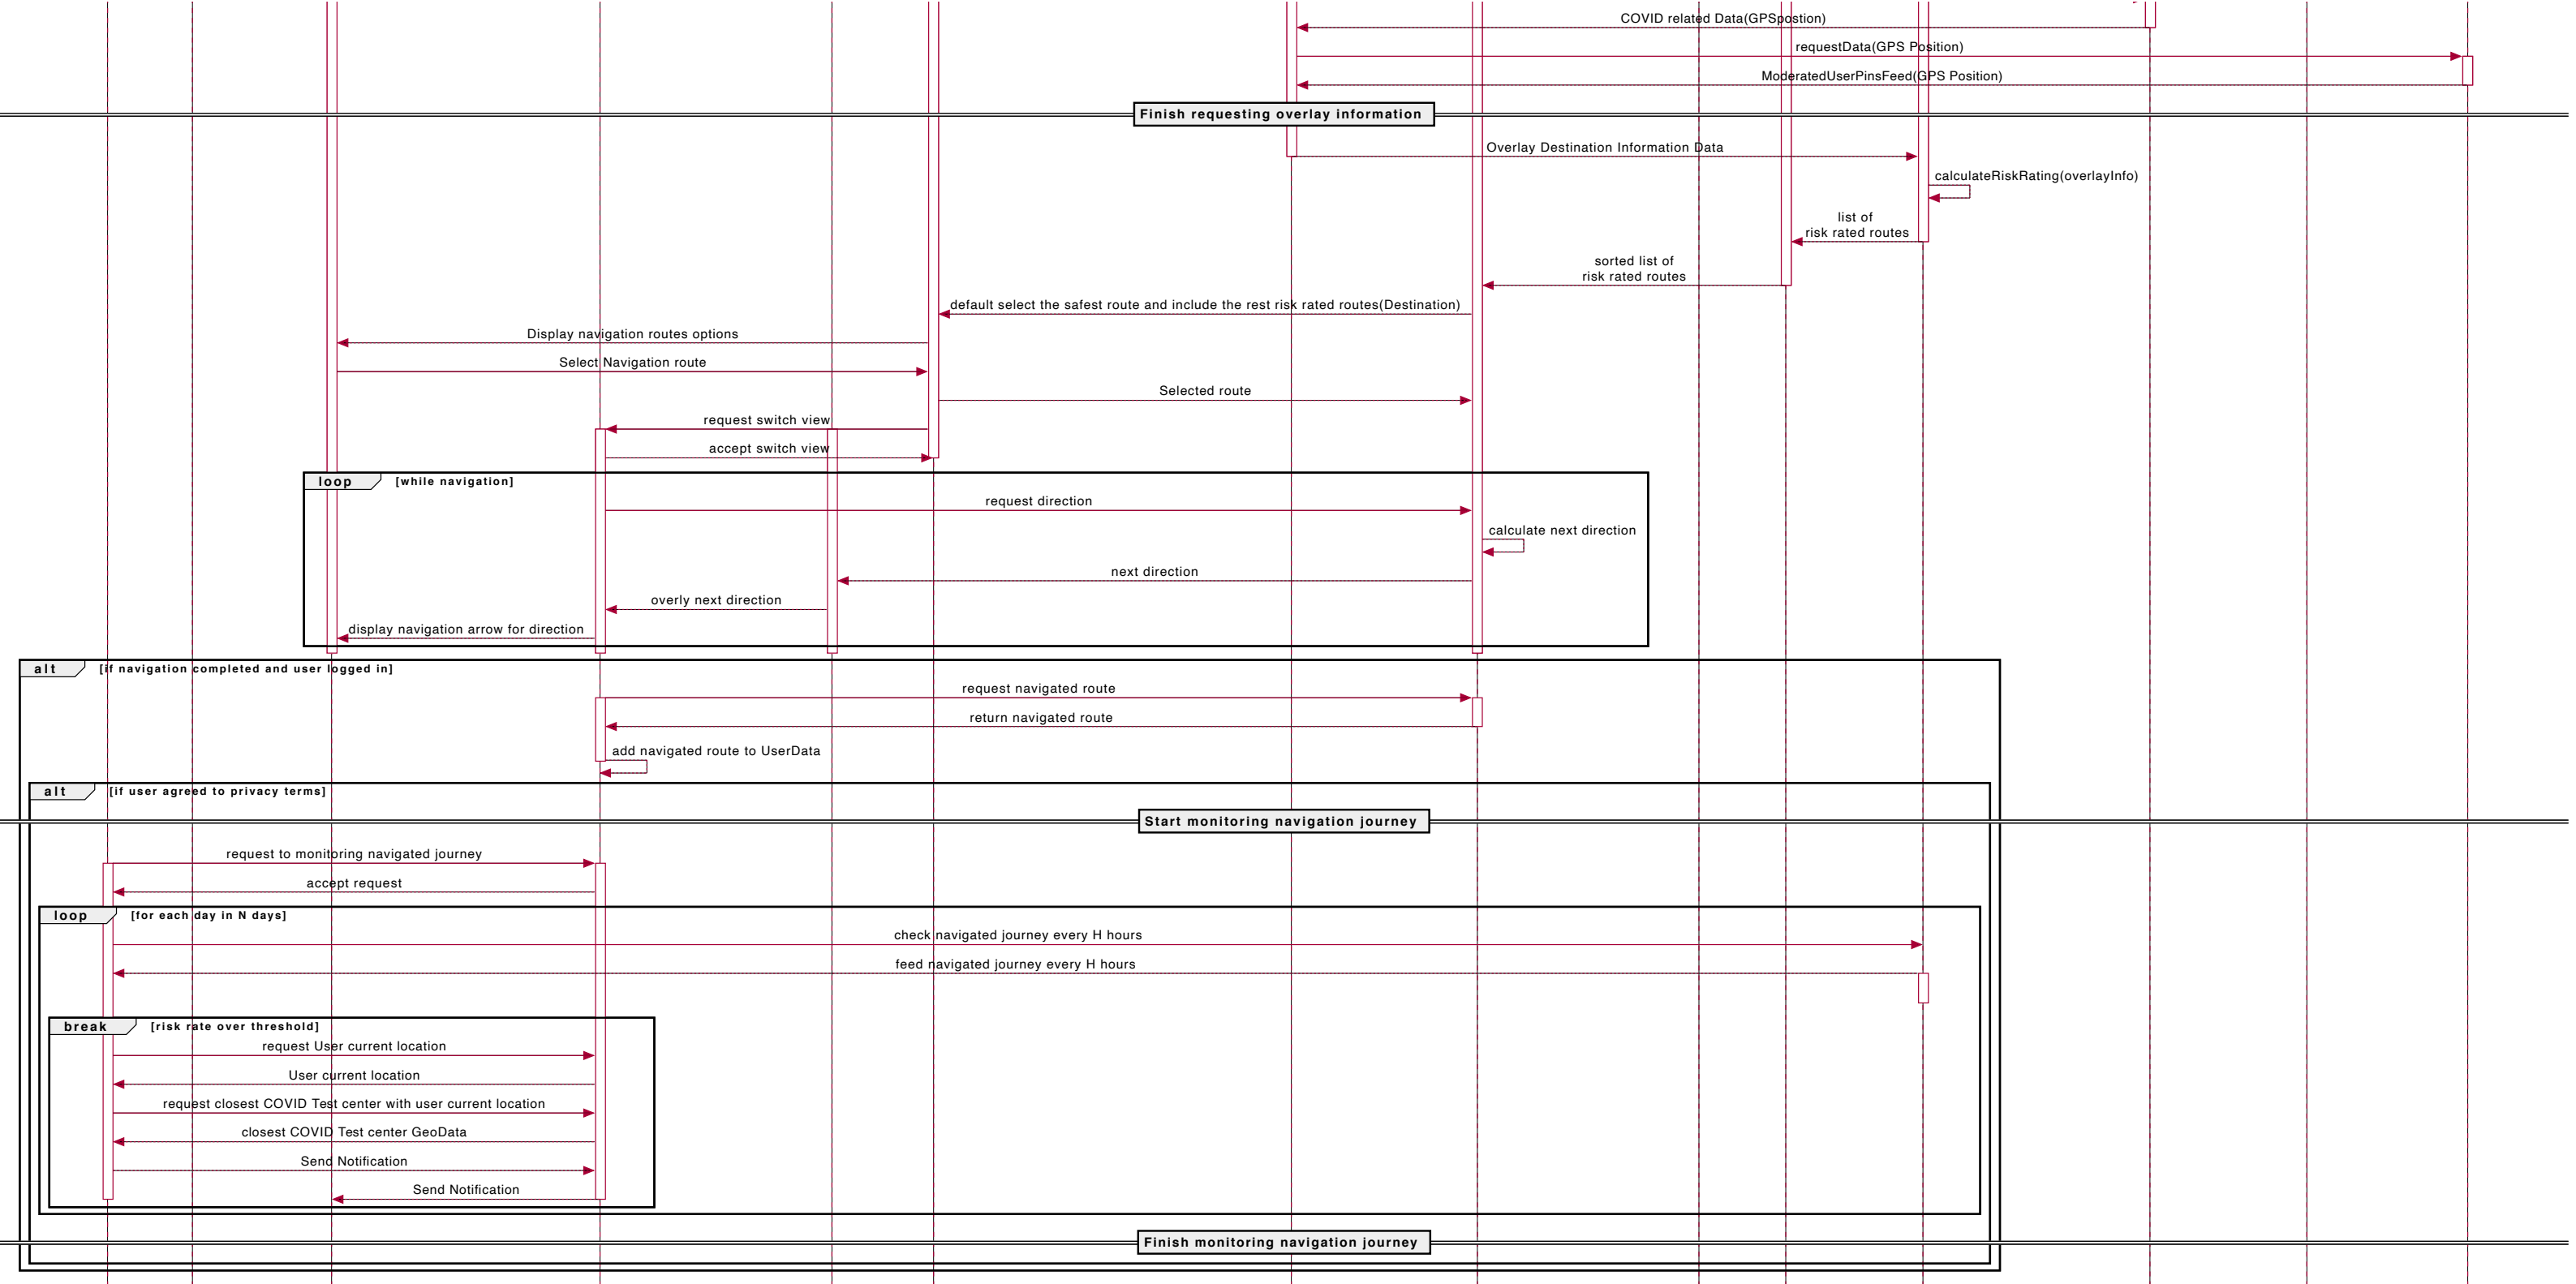 COVID related Data(GPSpostion)
requestData(GPS Position)
ModeratedUserPinsFeed(GPS Position)
Finish requesting overlay information
Overlay Destination Information Data
calculateRiskRating(overlayInfo)
list of
risk rated routes
sorted list of
risk rated routes
default select the safest route and include the rest risk rated routes(Destination)
Display navigation routes options
Select Navigation route
Selected route
request switch view
accept switch view
loop [while navigation]
request direction
calculate next direction
next direction
overly next direction
display navigation arrow for direction
alt [if navigation completed and user logged in]
request navigated route
return navigated route
add navigated route to UserData
alt [if user agreed to privacy terms]
Start monitoring navigation journey
request to monitoring navigated journey
accept request
loop [for each day in N days]
check navigated journey every H hours
feed navigated journey every H hours
break [risk rate over threshold]
request User current location
User current location
request closest COVID Test center with user current location
closest COVID Test center GeoData
Send Notification
Send Notification
Finish monitoring navigation journey